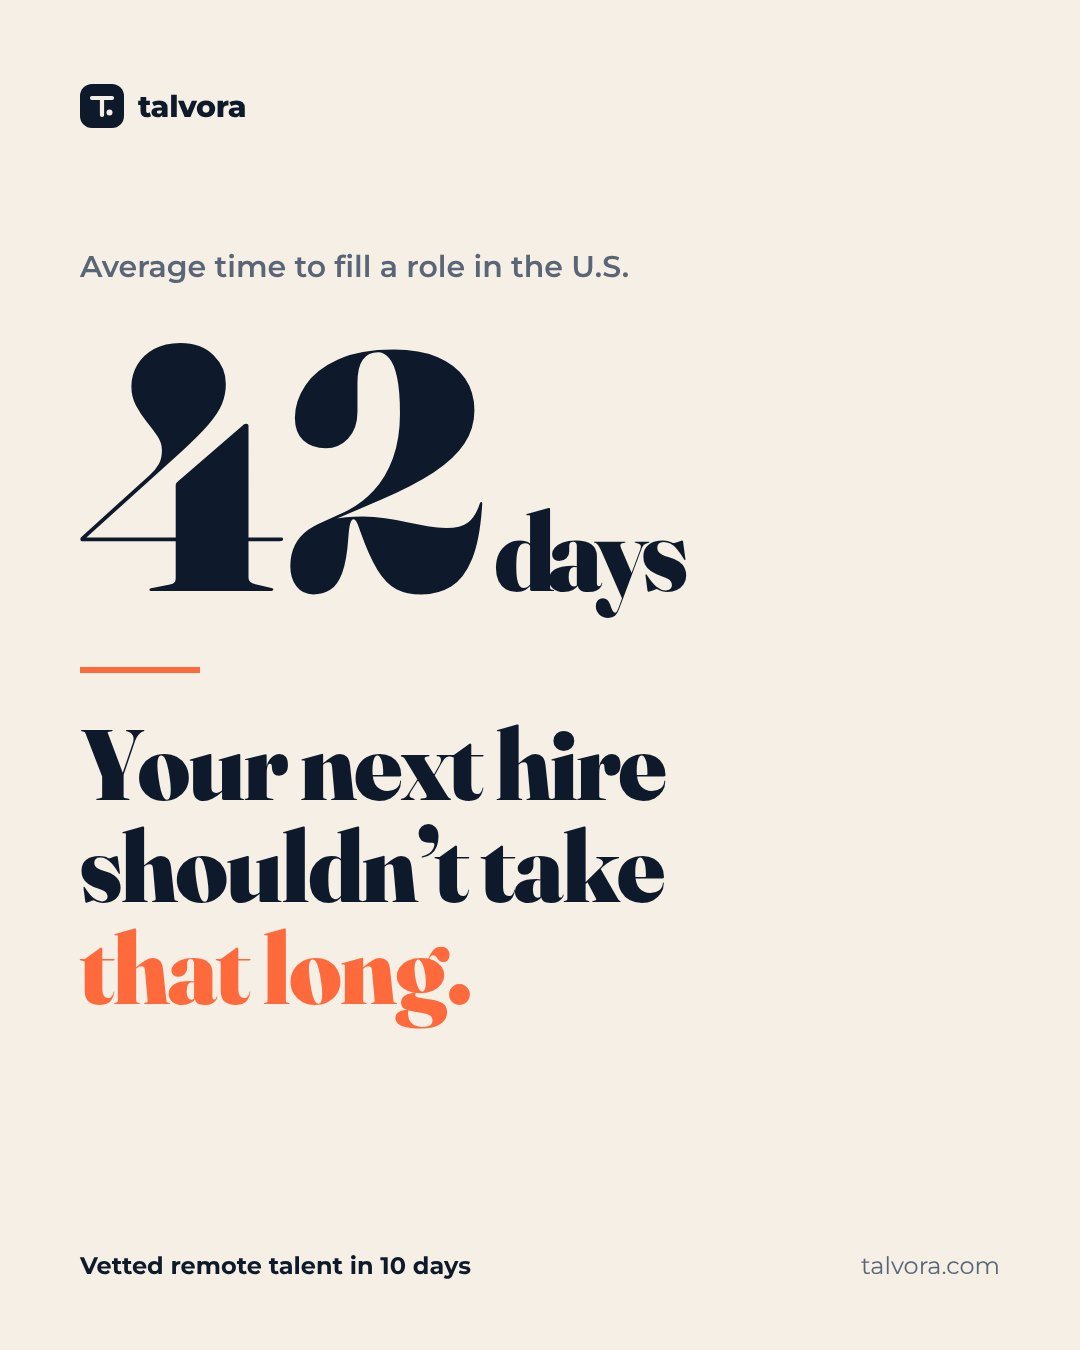 T.
talvora
Average time to fill a role in the U.S.
42 days
Your next hire
shouldn’t take
that long.
Vetted remote talent in 10 days
talvora.com